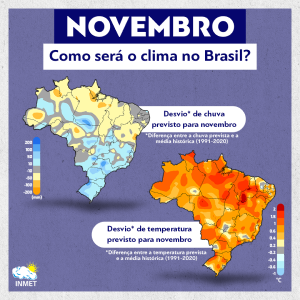 NOVEMBRO
Como será o clima no Brasil?
Desvio* de chuva
previsto para novembro
*Diferença entre a chuva prevista e a
média histórica (1991-2020)
(mm)
Desvio* de temperatura
previsto para novembro
*Diferença entre a temperatura prevista
e a média histórica (1991-2020)
°C
INMET